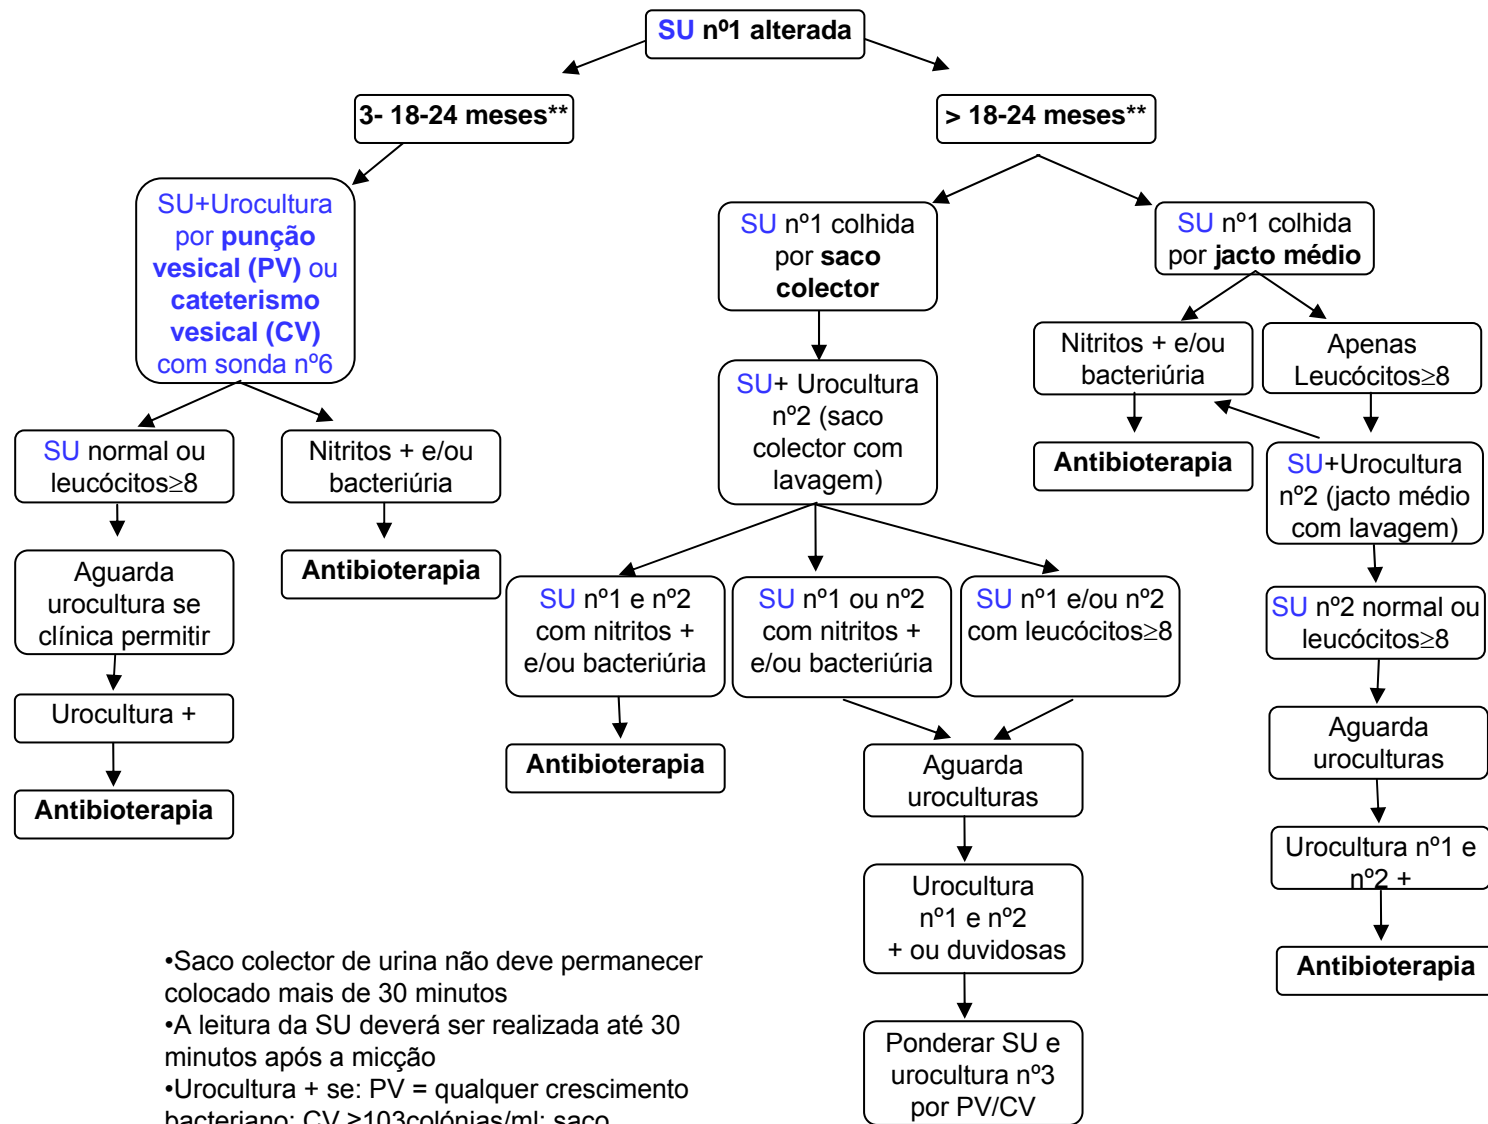 SU nº1 alterada
3- 18-24 meses**
> 18-24 meses**
SU+Urocultura
por punção
vesical (PV) ou
cateterismo
vesical (CV)
com sonda nº6
SU nº1 colhida
por saco
colector
SU nº1 colhida
por jacto médio
Nitritos + e/ou
bacteriúria
Apenas
Leucócitos≥8
SU+ Urocultura
nº2 (saco
colector com
lavagem)
SU normal ou
leucócitos≥8
Nitritos + e/ou
bacteriúria
Antibioterapia
SU+Urocultura
nº2 (jacto médio
com lavagem)
Aguarda
urocultura se
clínica permitir
Antibioterapia
SU nº1 e nº2
com nitritos +
e/ou bacteriúria
SU nº1 ou nº2
com nitritos +
e/ou bacteriúria
SU nº1 e/ou nº2
com leucócitos≥8
SU nº2 normal ou
leucócitos≥8
Urocultura +
Antibioterapia
Aguarda
uroculturas
Aguarda
uroculturas
Antibioterapia
Urocultura nº1 e
nº2 +
Urocultura
nº1 e nº2
+ ou duvidosas
Antibioterapia
Ponderar SU e
urocultura nº3
por PV/CV
•Saco colector de urina não deve permanecer
colocado mais de 30 minutos
•A leitura da SU deverá ser realizada até 30
minutos após a micção
•Urocultura + se: PV = qualquer crescimento
bacteriano; CV ≥103colónias/ml; saco